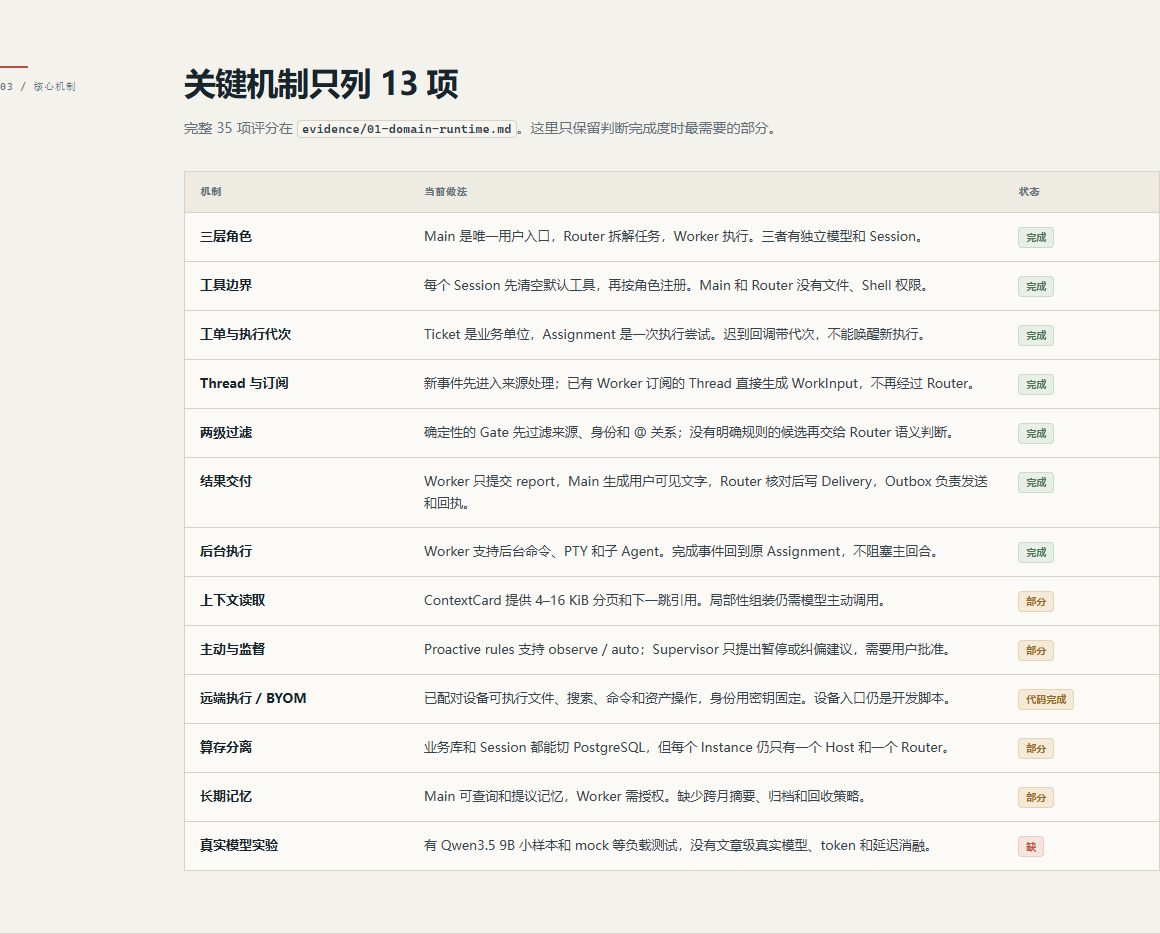 03 / 核心机制
关键机制只列 13 项
完整 35 项评分在 evidence/01-domain-runtime.md。这里只保留判断完成度时最需要的部分。
机制 当前做法 状态
三层角色 Main 是唯一用户入口，Router 拆解任务，Worker 执行。三者有独立模型和 Session。 完成
工具边界 每个 Session 先清空默认工具，再按角色注册。Main 和 Router 没有文件、Shell 权限。 完成
工单与执行代次 Ticket 是业务单位，Assignment 是一次执行尝试。迟到回调带代次，不能唤醒新执行。 完成
Thread 与订阅 新事件先进入来源处理；已有 Worker 订阅的 Thread 直接生成 WorkInput，不再经过 Router。 完成
两级过滤 确定性的 Gate 先过滤来源、身份和 @ 关系；没有明确规则的候选再交给 Router 语义判断。 完成
结果交付 Worker 只提交 report，Main 生成用户可见文字，Router 核对后写 Delivery，Outbox 负责发送 完成
和回执。
后台执行 Worker 支持后台命令、PTY 和子 Agent。完成事件回到原 Assignment，不阻塞主回合。 完成
上下文读取 ContextCard 提供 4–16 KiB 分页和下一跳引用。局部性组装仍需模型主动调用。 部分
主动与监督 Proactive rules 支持 observe / auto；Supervisor 只提出暂停或纠偏建议，需要用户批准。 部分
远端执行 / BYOM 已配对设备可执行文件、搜索、命令和资产操作，身份用密钥固定。设备入口仍是开发脚本。 代码完成
算存分离 业务库和 Session 都能切 PostgreSQL，但每个 Instance 仍只有一个 Host 和一个 Router。 部分
长期记忆 Main 可查询和提议记忆，Worker 需授权。缺少跨月摘要、归档和回收策略。 部分
真实模型实验 有 Qwen3.5 9B 小样本和 mock 等负载测试，没有文章级真实模型、token 和延迟消融。 缺